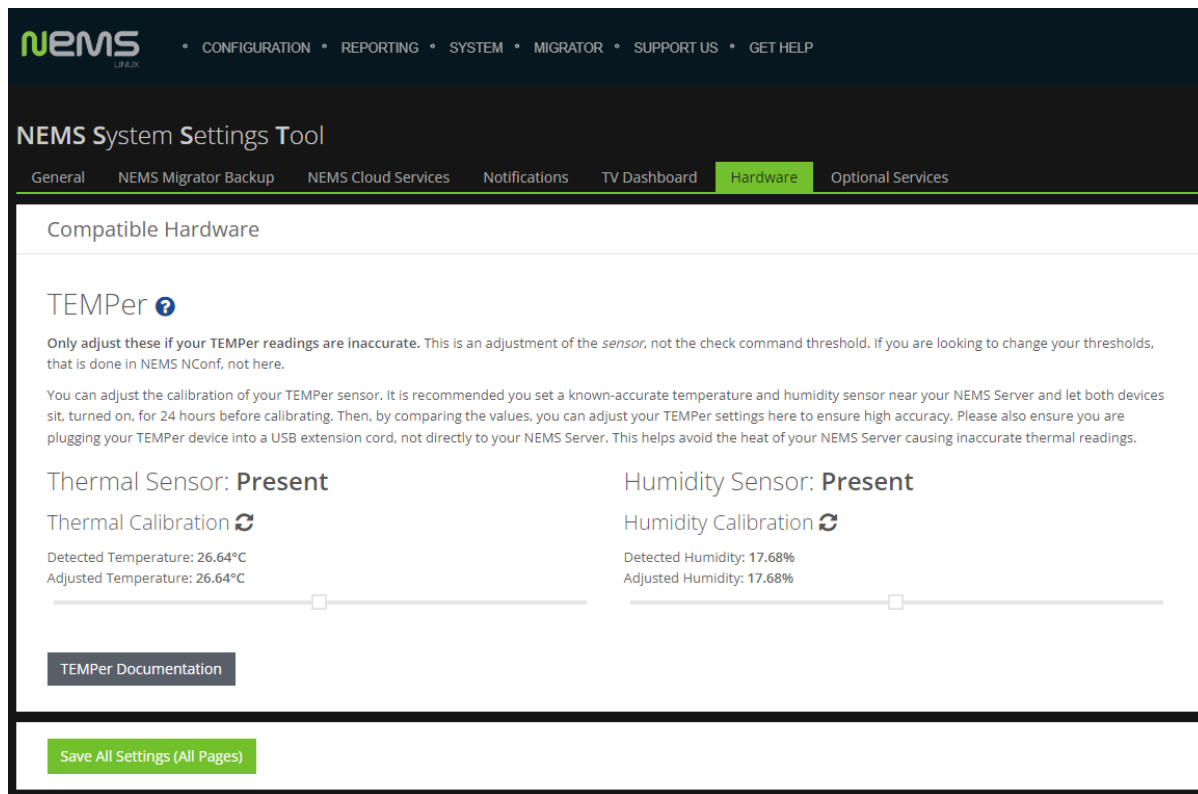 NEMS
LINUX
• CONFIGURATION • REPORTING • SYSTEM • MIGRATOR • SUPPORT US • GET HELP
NEMS System Settings Tool
General NEMS Migrator Backup NEMS Cloud Services Notifications TV Dashboard Hardware Optional Services
Compatible Hardware
TEMPer ?
Only adjust these if your TEMPer readings are inaccurate. This is an adjustment of the sensor, not the check command threshold. If you are looking to change your thresholds,
that is done in NEMS NConf, not here.
You can adjust the calibration of your TEMPer sensor. It is recommended you set a known-accurate temperature and humidity sensor near your NEMS Server and let both devices
sit, turned on, for 24 hours before calibrating. Then, by comparing the values, you can adjust your TEMPer settings here to ensure high accuracy. Please also ensure you are
plugging your TEMPer device into a USB extension cord, not directly to your NEMS Server. This helps avoid the heat of your NEMS Server causing inaccurate thermal readings.
Thermal Sensor: Present
Thermal Calibration
Detected Temperature: 26.64°C
Adjusted Temperature: 26.64°C
Humidity Sensor: Present
Humidity Calibration
Detected Humidity: 17.68%
Adjusted Humidity: 17.68%
TEMPer Documentation
Save All Settings (All Pages)